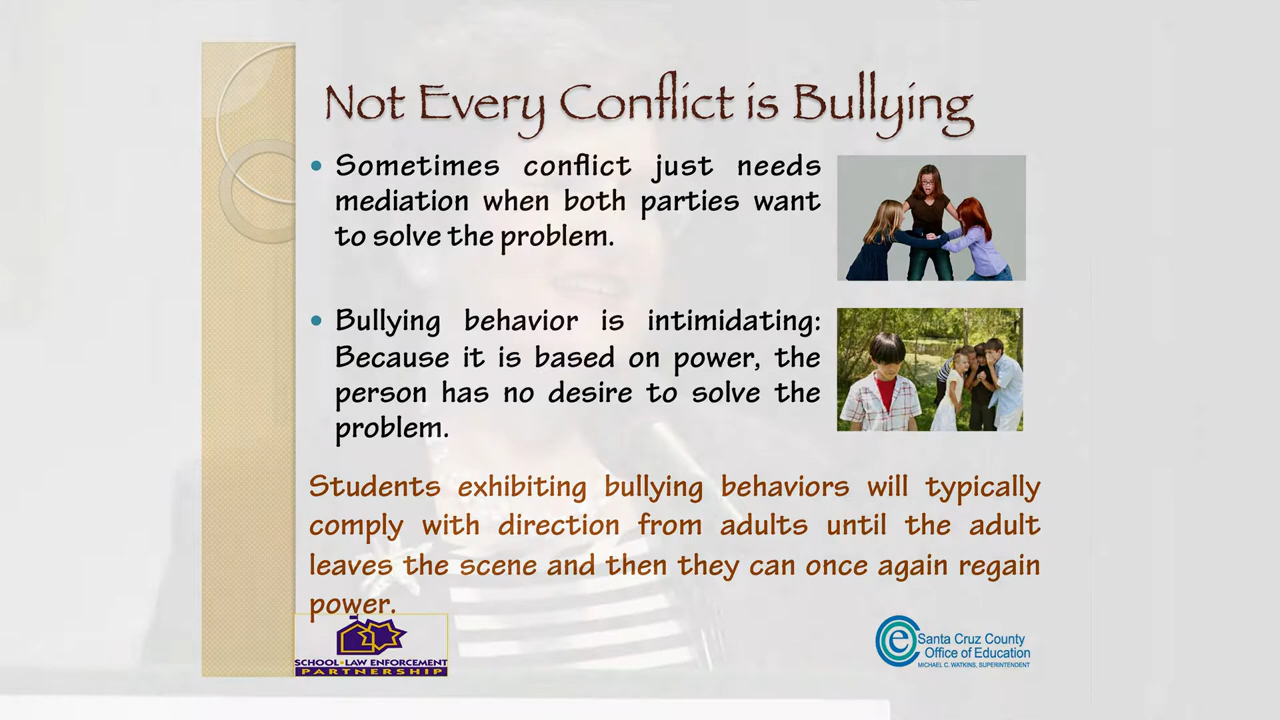 Not Every Conflict is Bullying
• Sometimes conflict just needs
mediation when both parties want
to solve the problem.
• Bullying behavior is intimidating:
Because it is based on power, the
person has no desire to solve the
problem.
Students exhibiting bullying behaviors will typically
comply with direction from adults until the adult
leaves the scene and then they can once again regain
power.
SCHOOL LAW ENFORCEMENT
PARTNERSHIP
e Santa Cruz County
Office of Education
MICHAEL C. WATKINS, SUPERINTENDENT